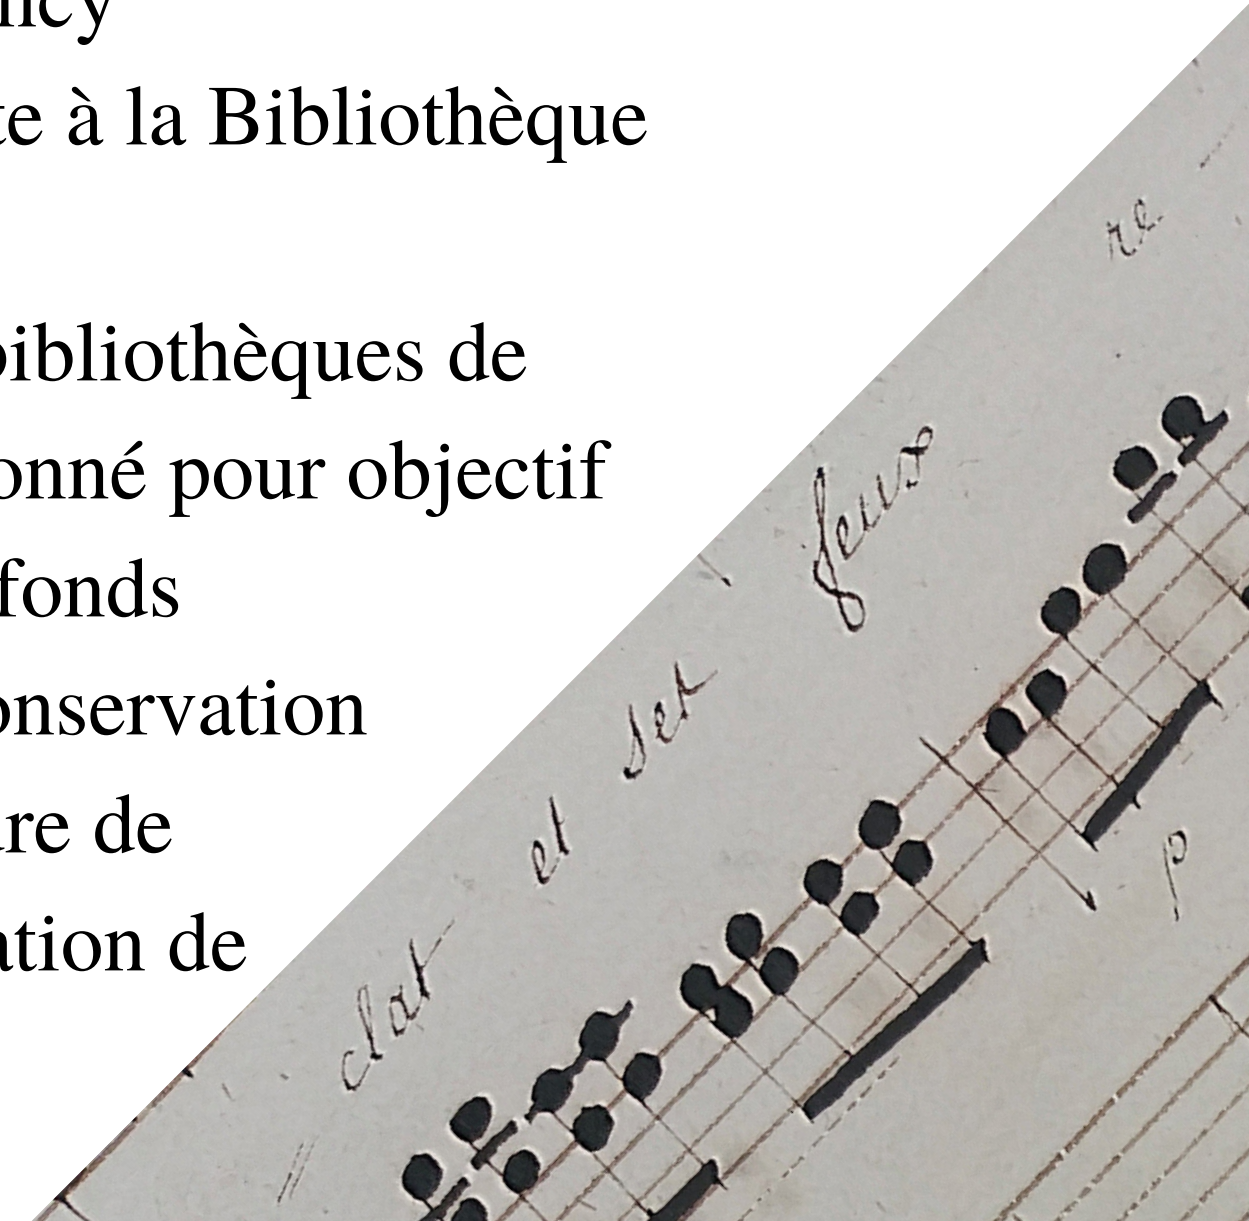 ncy
te à la Bibliothèque
bibliothèques de
onné pour objectif
fonds
onservation
ure de
ation de
clat et ses feux re
p